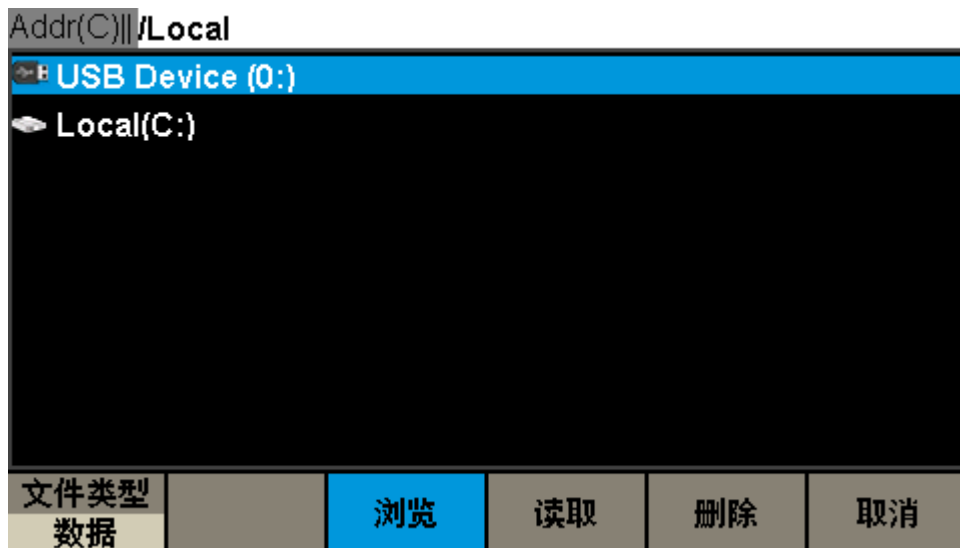 Addr(C)|| /Local
USB Device (0:)
Local(C:)
文件类型
数据
浏览
读取
删除
取消